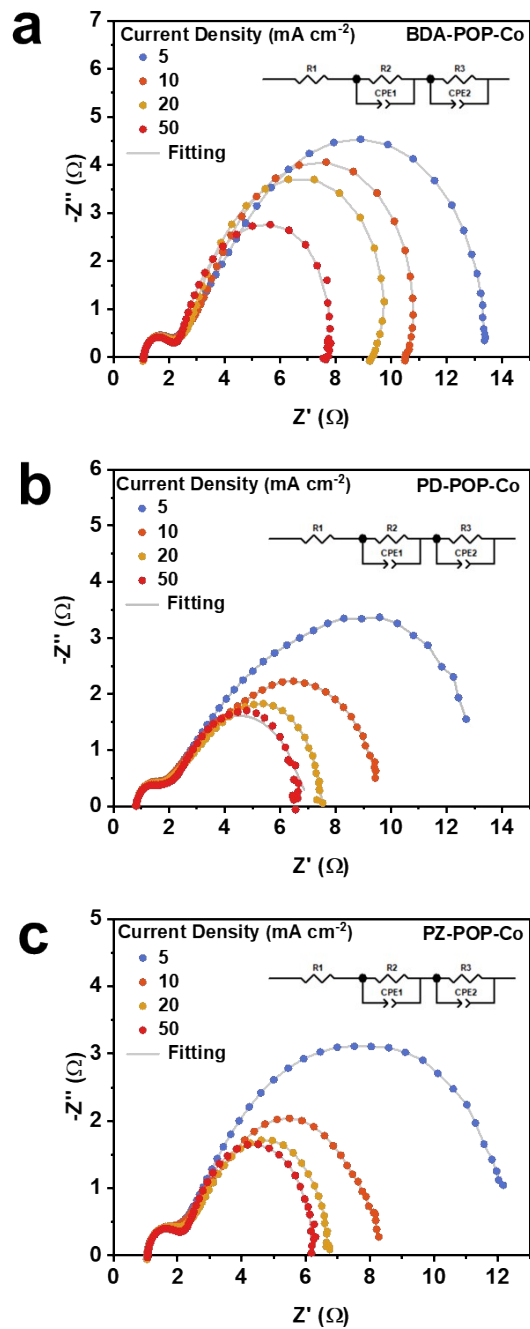 a
Current Density (mA cm-2) BDA-POP-Co
5
10
20
50
Fitting
R1 R2 R3
CPE1 CPE2
-Z'' (Ω)
7
6
5
4
3
2
1
0
0 2 4 6 8 10 12 14
Z' (Ω)
b
Current Density (mA cm-2) PD-POP-Co
5
10
20
50
Fitting
R1 R2 R3
CPE1 CPE2
-Z'' (Ω)
6
5
4
3
2
1
0
0 2 4 6 8 10 12 14
Z' (Ω)
c
Current Density (mA cm-2) PZ-POP-Co
5
10
20
50
Fitting
R1 R2 R3
CPE1 CPE2
-Z'' (Ω)
5
4
3
2
1
0
0 2 4 6 8 10 12
Z' (Ω)